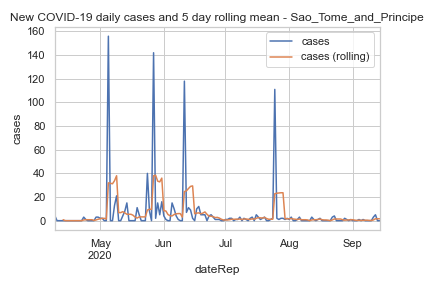 New COVID-19 daily cases and 5 day rolling mean - Sao_Tome_and_Principe
cases
cases (rolling)
160
140
120
100
80
60
40
20
0
cases
May
2020
Jun
Jul
Aug
Sep
dateRep